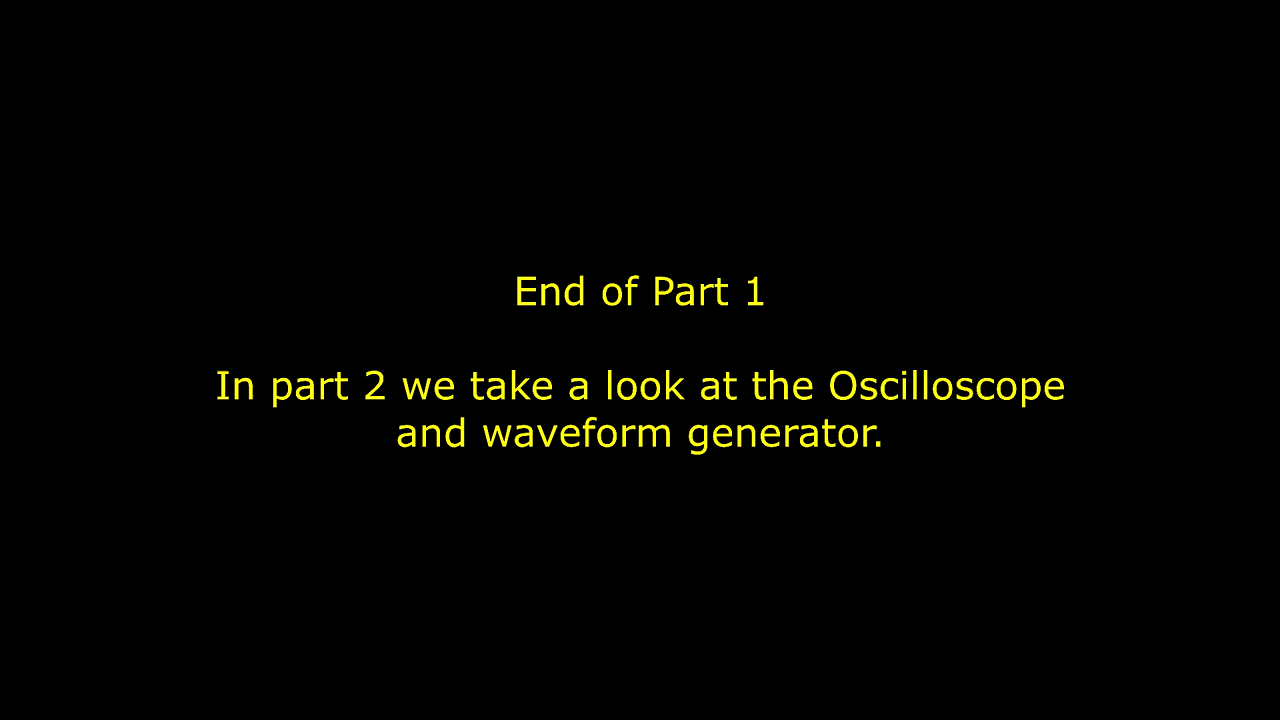 End of Part 1
In part 2 we take a look at the Oscilloscope
and waveform generator.